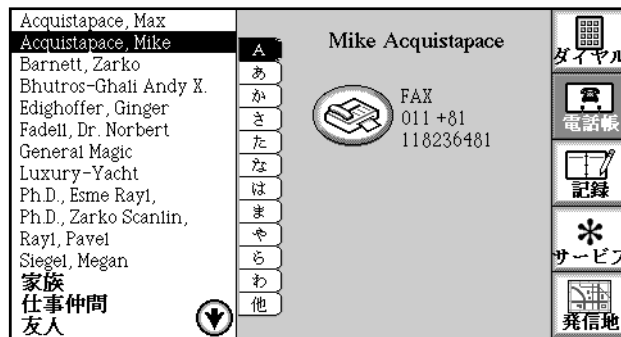 Acquistapace, Max
Acquistapace, Mike
Barnett, Zarko
Bhutros-Ghali Andy X.
Edighoffer, Ginger
Fadell, Dr. Norbert
General Magic
Luxury-Yacht
Ph.D., Esme Rayl,
Ph.D., Zarko Scanlin,
Rayl, Pavel
Siegel, Megan
家族
仕事仲間
友人
A
あ
か
さ
た
な
は
ま
や
ら
わ
他
Mike Acquistapace
FAX
011 +81
118236481
ダイヤル
電話帳
記録
サービス
発信地